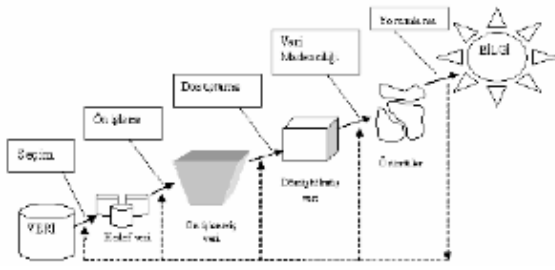 Yorumlama
BİLGİ
Veri
Madenciliği
Dönüştürme
Ön işleme
Seçim
Örüntüler
Dönüştürülmüş
veri
Ön işlenmiş
veri
Hedef veri
VERİ